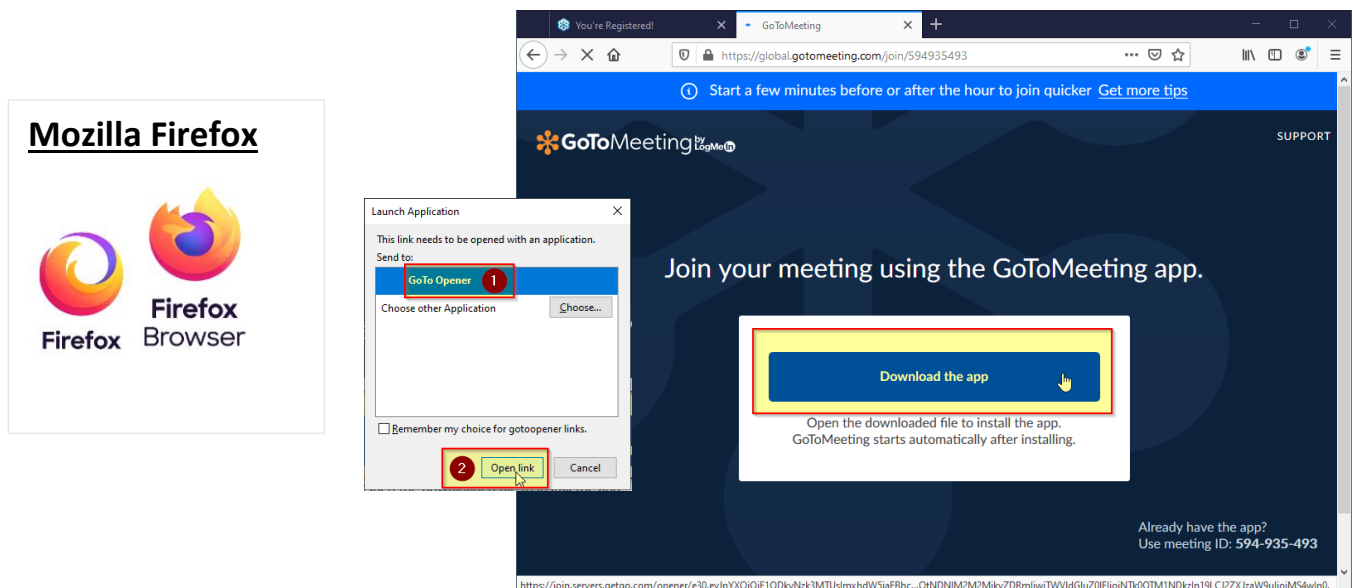 Mozilla Firefox
Firefox
Firefox
Browser
Launch Application
This link needs to be opened with an application.
Send to:
GoTo Opener 1
Choose other Application Choose...
Remember my choice for gotoopener links.
2 Open link Cancel
You're Registered! GoToMeeting
https://global.gotomeeting.com/join/594935493
Start a few minutes before or after the hour to join quicker Get more tips
GoToMeeting by LogMeIn
SUPPORT
Join your meeting using the GoToMeeting app.
Download the app
Open the downloaded file to install the app.
GoToMeeting starts automatically after installing.
Already have the app?
Use meeting ID: 594-935-493